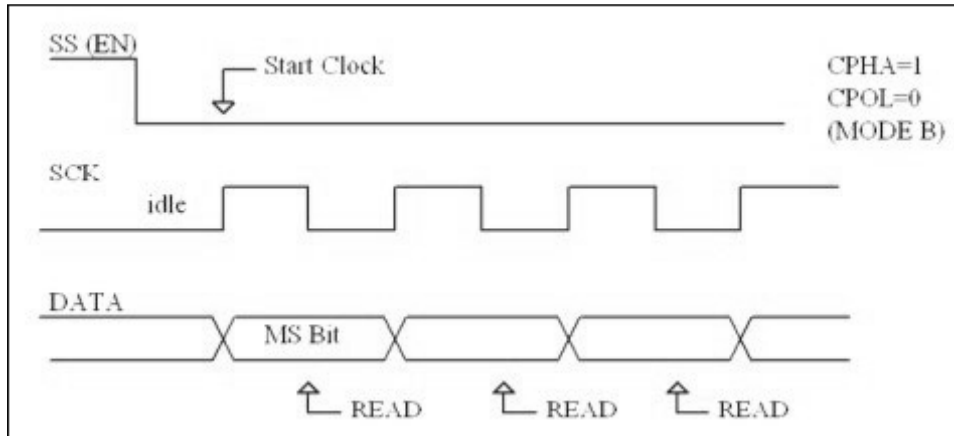 SS (EN)
Start Clock
CPHA=1
CPOL=0
(MODE B)
SCK
idle
DATA
MS Bit
READ
READ
READ